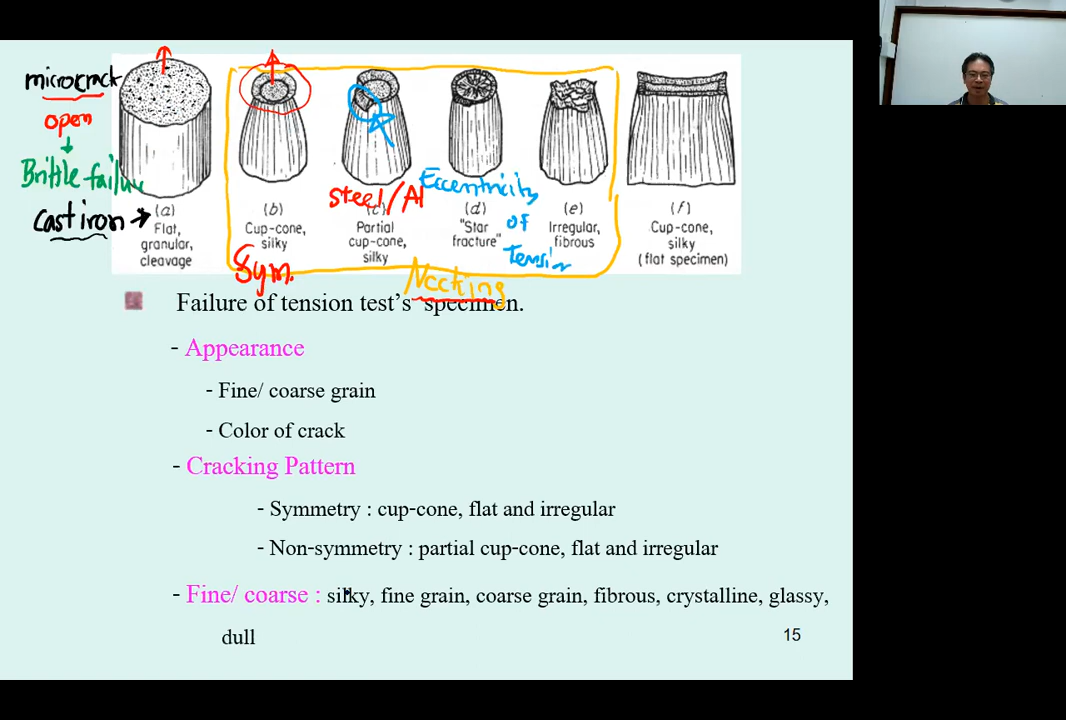 microcrack
open
Brittle failure
Cast iron
(a)
Flat,
granular,
cleavage
(b)
Cup-cone,
silky
Sym.
Steel/Al
(c)
Partial
cup-cone,
silky
Eccentricity
of
Tension
(d)
"Star
fracture"
(e)
Irregular,
fibrous
(f)
Cup-cone,
silky
(flat specimen)
Necking
Failure of tension test's specimen.
- Appearance
- Fine/ coarse grain
- Color of crack
- Cracking Pattern
- Symmetry : cup-cone, flat and irregular
- Non-symmetry : partial cup-cone, flat and irregular
- Fine/ coarse : silky, fine grain, coarse grain, fibrous, crystalline, glassy,
dull
15